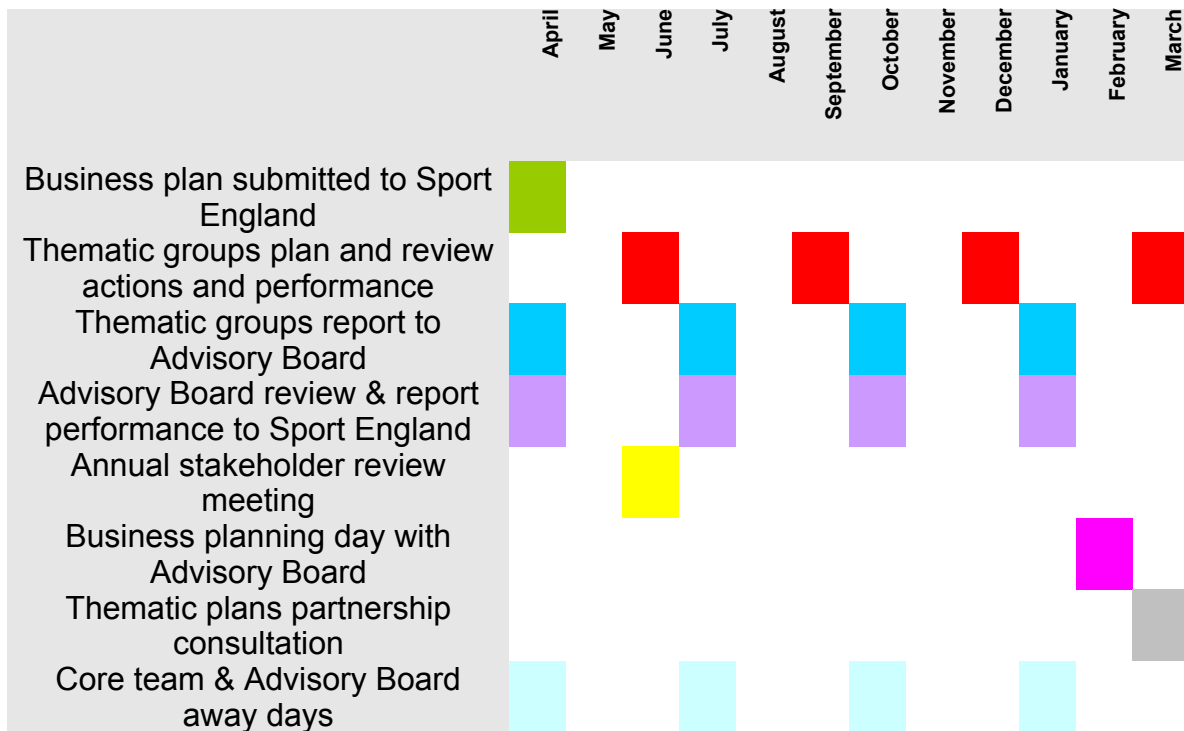 April
May
June
July
August
September
October
November
December
January
February
March
Business plan submitted to Sport
England
Thematic groups plan and review
actions and performance
Thematic groups report to
Advisory Board
Advisory Board review & report
performance to Sport England
Annual stakeholder review
meeting
Business planning day with
Advisory Board
Thematic plans partnership
consultation
Core team & Advisory Board
away days